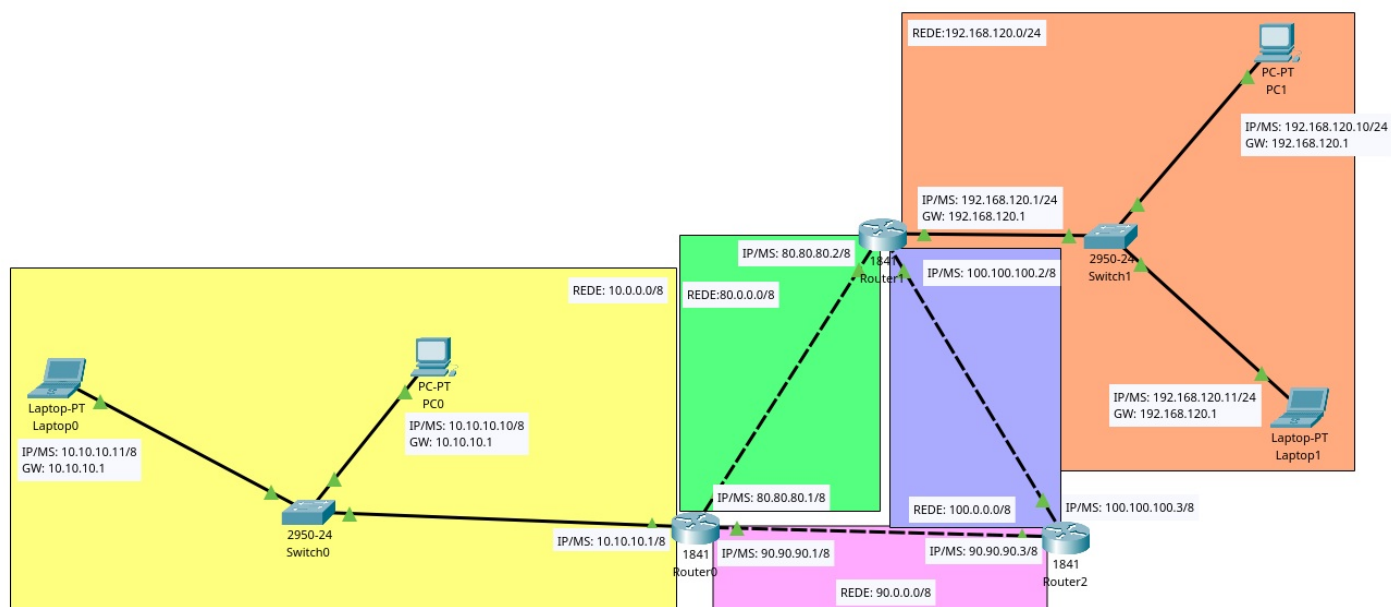 REDE:192.168.120.0/24
PC-PT
PC1
IP/MS: 192.168.120.10/24
GW: 192.168.120.1
IP/MS: 192.168.120.1/24
GW: 192.168.120.1
IP/MS: 80.80.80.2/8
1841
Router1
2950-24
Switch1
IP/MS: 100.100.100.2/8
REDE: 10.0.0.0/8
REDE:80.0.0.0/8
PC-PT
PC0
Laptop-PT
Laptop0
IP/MS: 10.10.10.10/8
GW: 10.10.10.1
IP/MS: 10.10.10.11/8
GW: 10.10.10.1
IP/MS: 192.168.120.11/24
GW: 192.168.120.1
Laptop-PT
Laptop1
IP/MS: 80.80.80.1/8
REDE: 100.0.0.0/8
IP/MS: 100.100.100.3/8
2950-24
Switch0
IP/MS: 10.10.10.1/8
1841
Router0
IP/MS: 90.90.90.1/8
IP/MS: 90.90.90.3/8
1841
Router2
REDE: 90.0.0.0/8